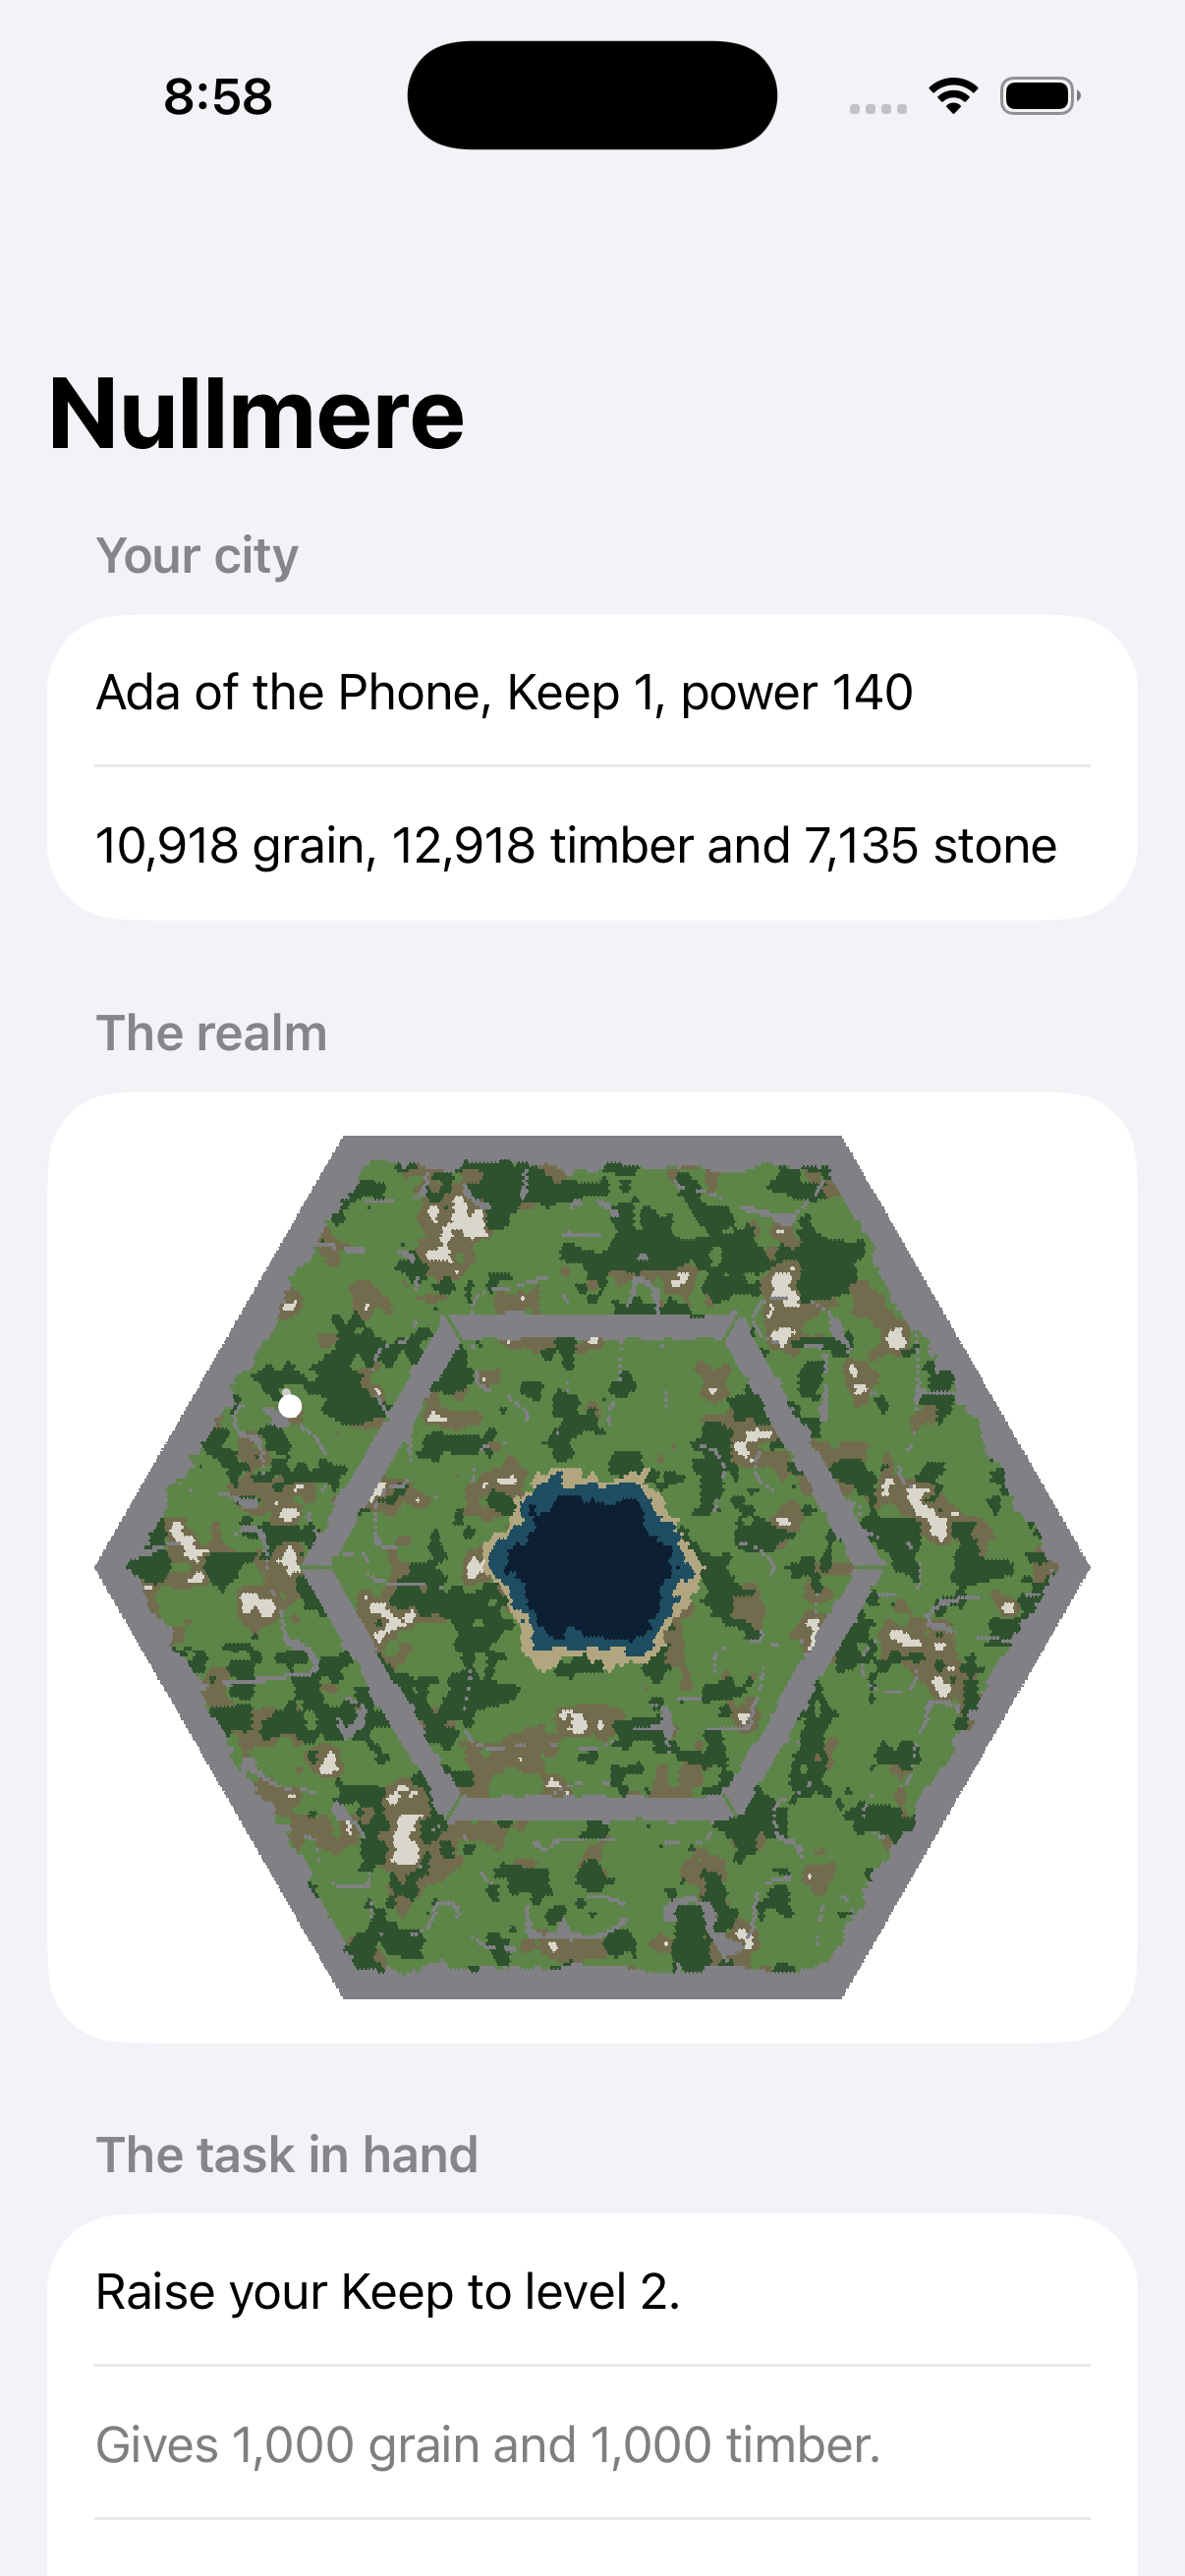 8:58
Nullmere
Your city
Ada of the Phone, Keep 1, power 140
10,918 grain, 12,918 timber and 7,135 stone
The realm
The task in hand
Raise your Keep to level 2.
Gives 1,000 grain and 1,000 timber.